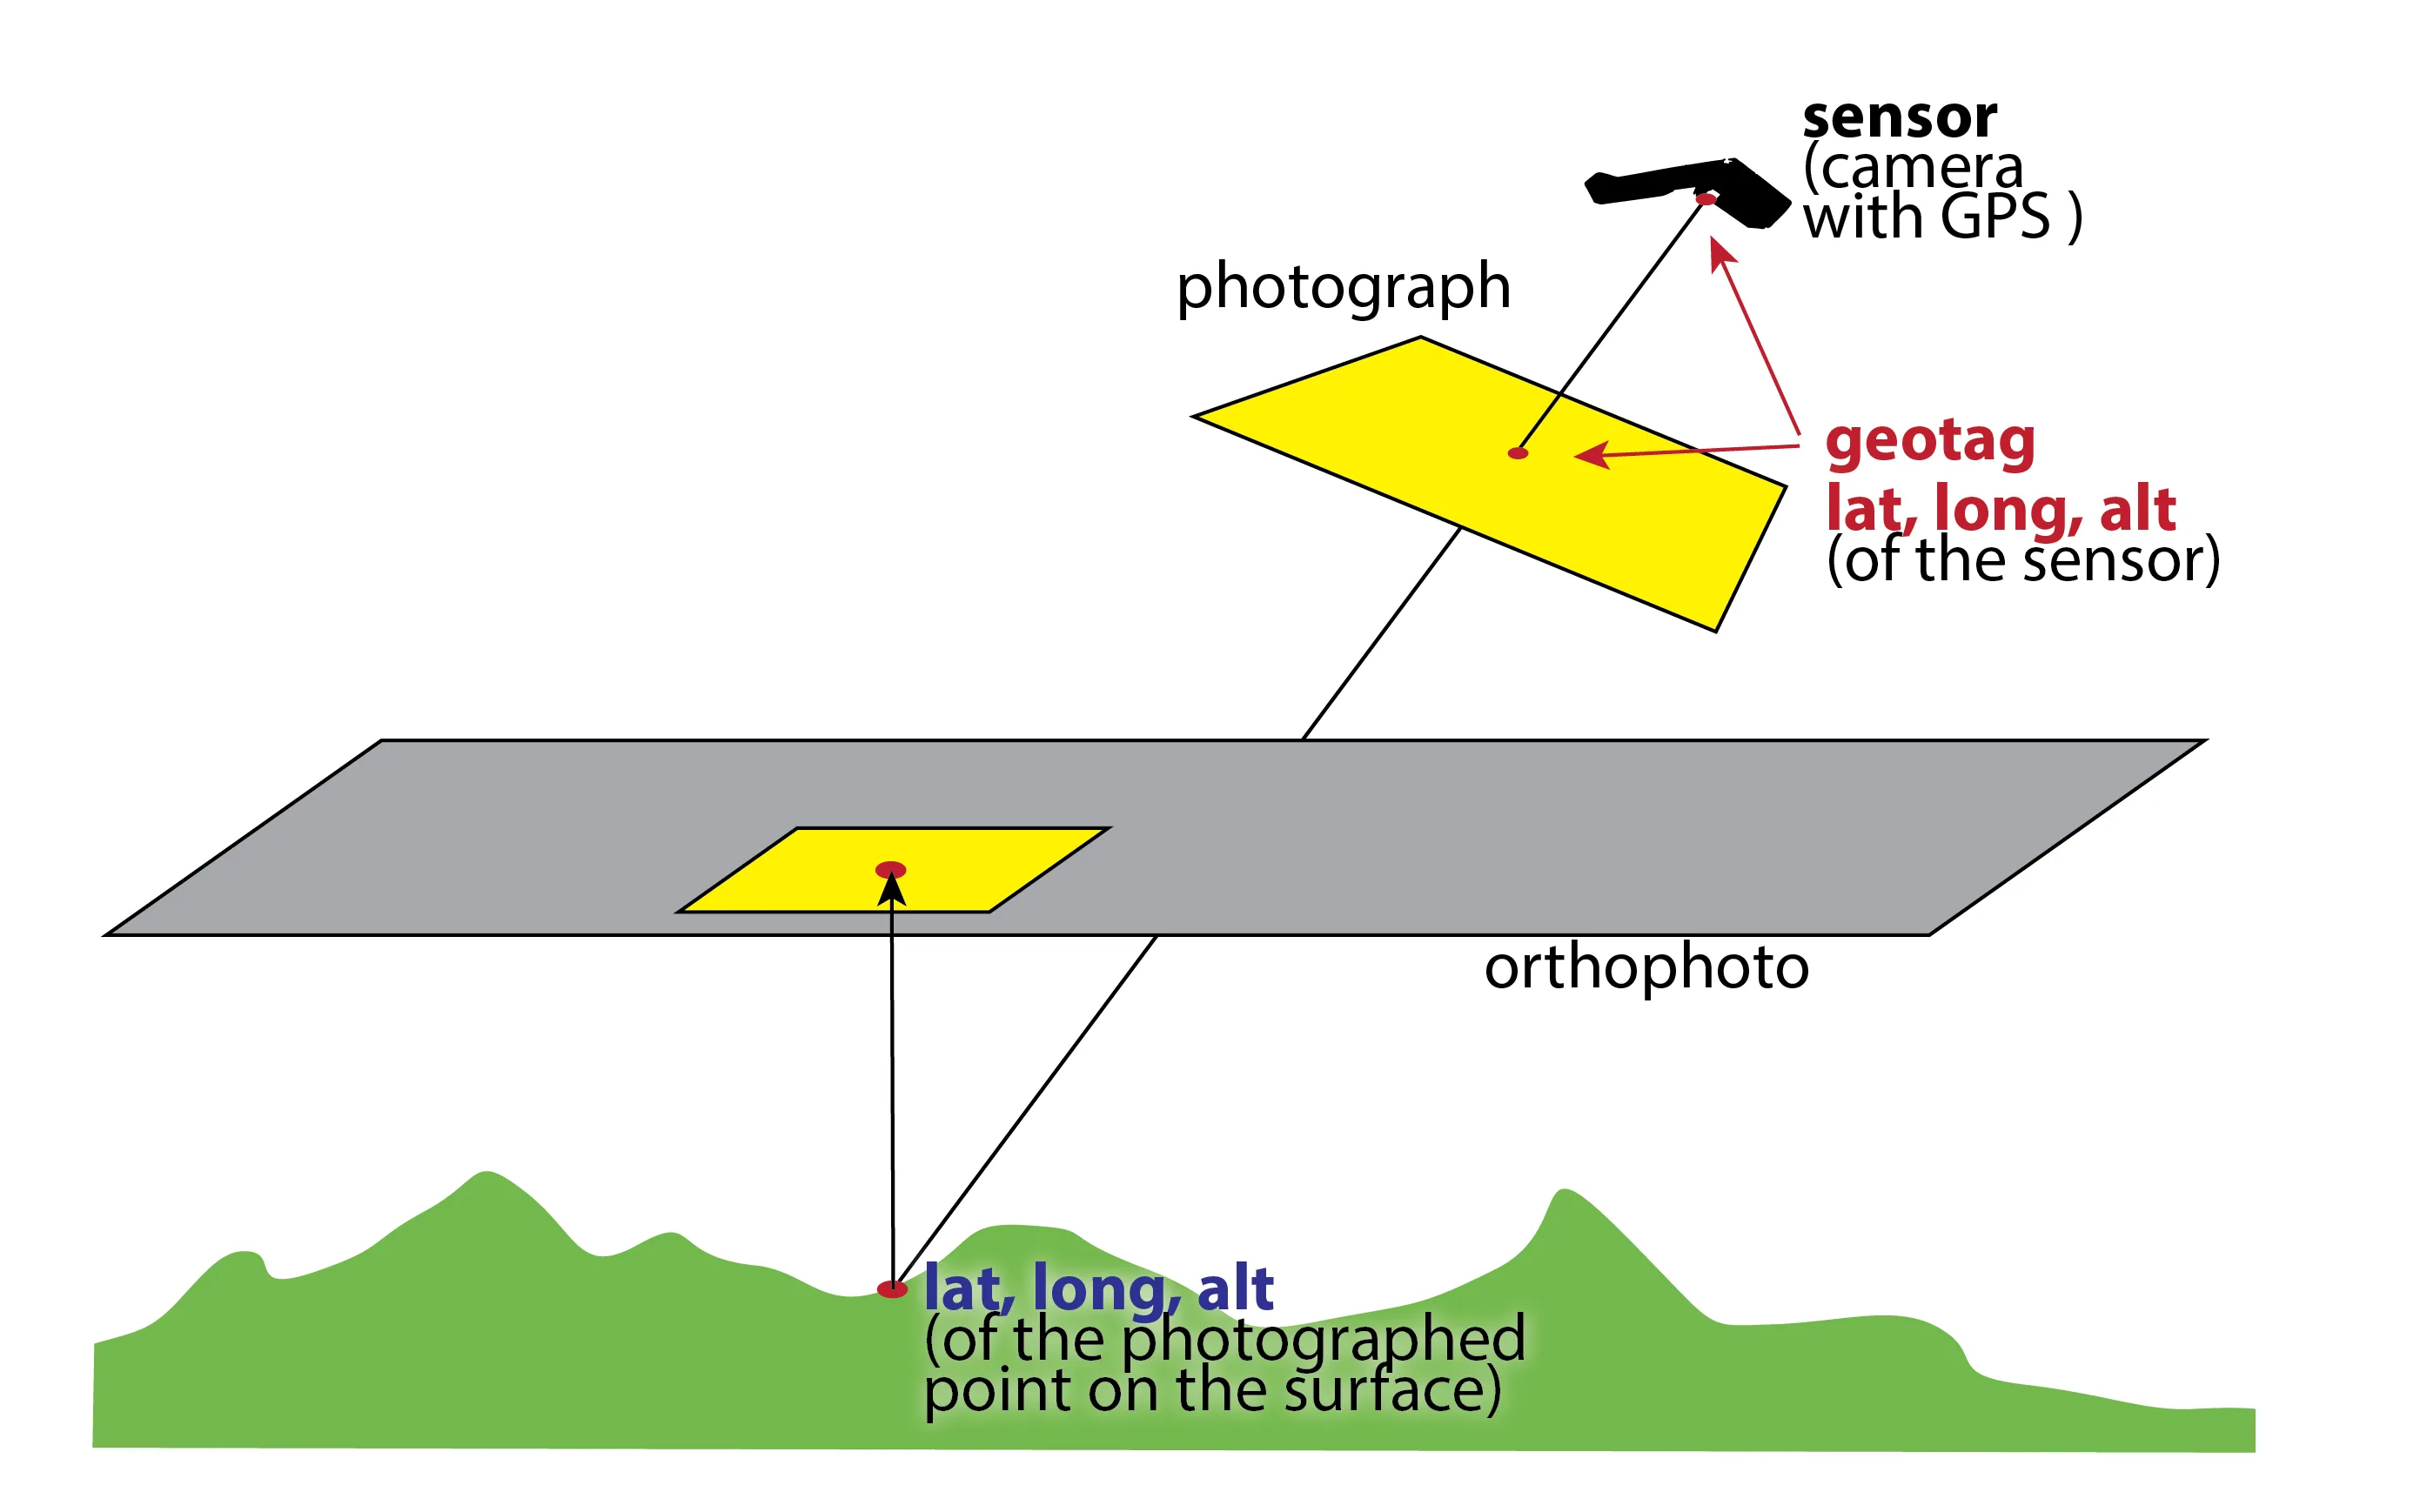 sensor
(camera
with GPS )
photograph
geotag
lat, long, alt
(of the sensor)
orthophoto
lat, long, alt
(of the photographed
point on the surface)